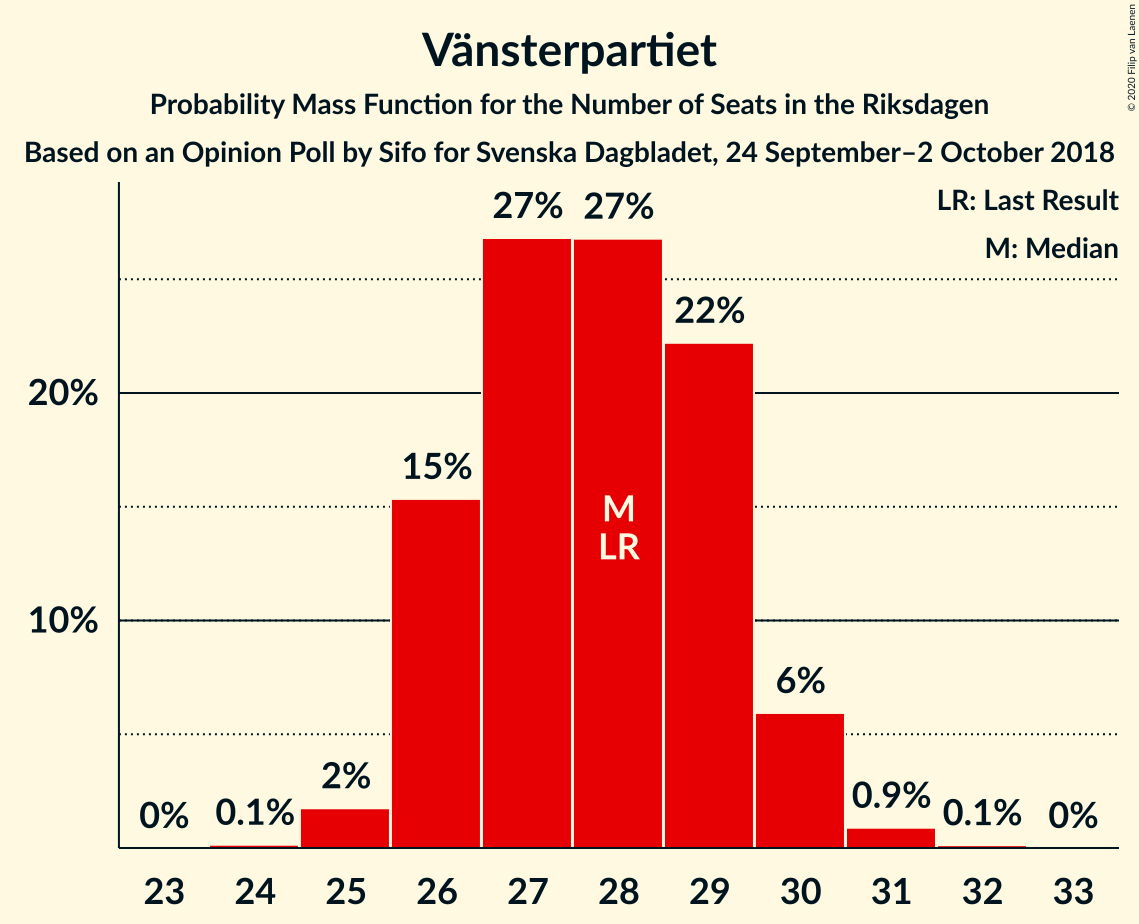 Vänsterpartiet
Probability Mass Function for the Number of Seats in the Riksdagen
Based on an Opinion Poll by Sifo for Svenska Dagbladet, 24 September–2 October 2018
© 2020 Filip van Laenen
LR: Last Result
M: Median
20%
10%
0%
0.1%
2%
15%
27%
27%
22%
6%
0.9%
0.1%
0%
M
LR
23 24 25 26 27 28 29 30 31 32 33